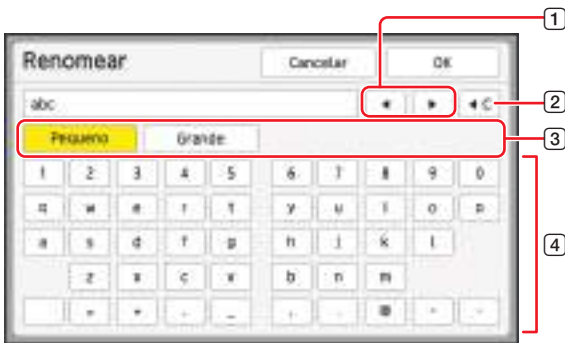 1
Renomear Cancelar OK
abc ◄ ► ◄ C 2
Pequeno Grande 3
1 2 3 4 5 6 7 8 9 0
q w e r t y u i o p
a s d f g h j k l 4
z x c v b n m
= + . _ , . @ - -